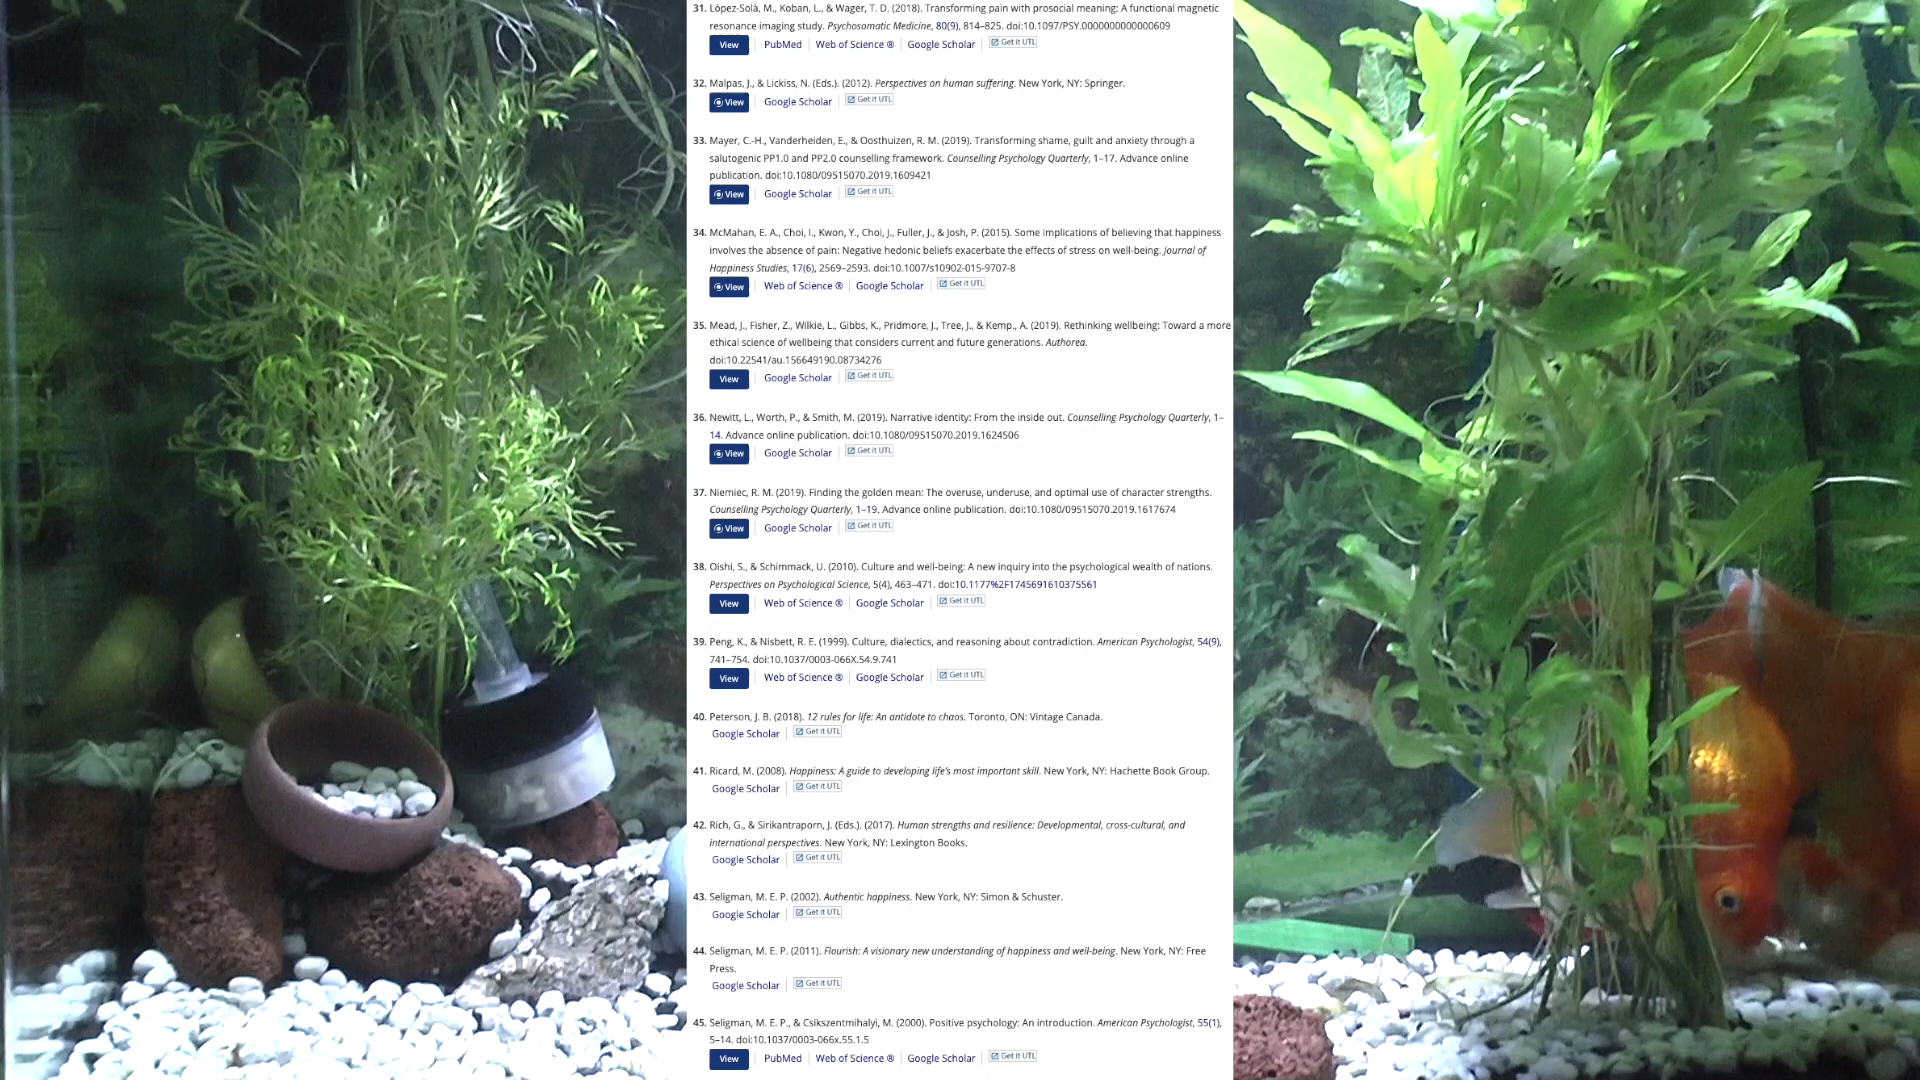 31. López-Solà, M., Koban, L., & Wager, T. D. (2018). Transforming pain with prosocial meaning: A functional magnetic
resonance imaging study. Psychosomatic Medicine, 80(9), 814–825. doi:10.1097/PSY.0000000000000609
View PubMed Web of Science ® Google Scholar Get it UTL
32. Malpas, J., & Lickiss, N. (Eds.). (2012). Perspectives on human suffering. New York, NY: Springer.
View Google Scholar Get it UTL
33. Mayer, C.-H., Vanderheiden, E., & Oosthuizen, R. M. (2019). Transforming shame, guilt and anxiety through a
salutogenic PP1.0 and PP2.0 counselling framework. Counselling Psychology Quarterly, 1–17. Advance online
publication. doi:10.1080/09515070.2019.1609421
View Google Scholar Get it UTL
34. McMahan, E. A., Choi, I., Kwon, Y., Choi, J., Fuller, J., & Josh, P. (2015). Some implications of believing that happiness
involves the absence of pain: Negative hedonic beliefs exacerbate the effects of stress on well-being. Journal of
Happiness Studies, 17(6), 2569–2593. doi:10.1007/s10902-015-9707-8
View Web of Science ® Google Scholar Get it UTL
35. Mead, J., Fisher, Z., Wilkie, L., Gibbs, K., Pridmore, J., Tree, J., & Kemp., A. (2019). Rethinking wellbeing: Toward a more
ethical science of wellbeing that considers current and future generations. Authorea.
doi:10.22541/au.156649190.08734276
View Google Scholar Get it UTL
36. Newitt, L., Worth, P., & Smith, M. (2019). Narrative identity: From the inside out. Counselling Psychology Quarterly, 1–
14. Advance online publication. doi:10.1080/09515070.2019.1624506
View Google Scholar Get it UTL
37. Niemiec, R. M. (2019). Finding the golden mean: The overuse, underuse, and optimal use of character strengths.
Counselling Psychology Quarterly, 1–19. Advance online publication. doi:10.1080/09515070.2019.1617674
View Google Scholar Get it UTL
38. Oishi, S., & Schimmack, U. (2010). Culture and well-being: A new inquiry into the psychological wealth of nations.
Perspectives on Psychological Science, 5(4), 463–471. doi:10.1177%2F1745691610375561
View Web of Science ® Google Scholar Get it UTL
39. Peng, K., & Nisbett, R. E. (1999). Culture, dialectics, and reasoning about contradiction. American Psychologist, 54(9),
741–754. doi:10.1037/0003-066X.54.9.741
View Web of Science ® Google Scholar Get it UTL
40. Peterson, J. B. (2018). 12 rules for life: An antidote to chaos. Toronto, ON: Vintage Canada.
Google Scholar Get it UTL
41. Ricard, M. (2008). Happiness: A guide to developing life's most important skill. New York, NY: Hachette Book Group.
Google Scholar Get it UTL
42. Rich, G., & Sirikantraporn, J. (Eds.). (2017). Human strengths and resilience: Developmental, cross-cultural, and
international perspectives. New York, NY: Lexington Books.
Google Scholar Get it UTL
43. Seligman, M. E. P. (2002). Authentic happiness. New York, NY: Simon & Schuster.
Google Scholar Get it UTL
44. Seligman, M. E. P. (2011). Flourish: A visionary new understanding of happiness and well-being. New York, NY: Free
Press.
Google Scholar Get it UTL
45. Seligman, M. E. P., & Csikszentmihalyi, M. (2000). Positive psychology: An introduction. American Psychologist, 55(1),
5–14. doi:10.1037/0003-066x.55.1.5
View PubMed Web of Science ® Google Scholar Get it UTL